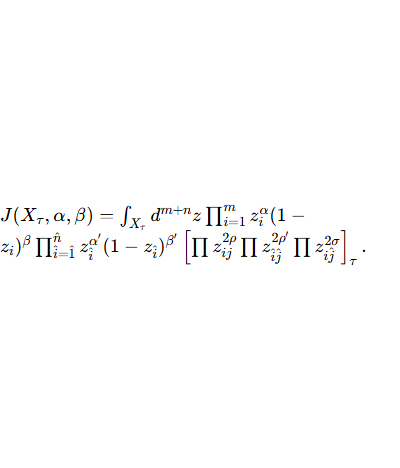 J(X_τ, α, β) = ∫_{X_τ} d^{m+n}z ∏_{i=1}^{m} z_i^α (1 −
z_i)^β ∏_{î=1̂}^{n̂} z_î^{α′} (1 − z_î)^{β′} [∏ z_{ij}^{2ρ} ∏ z_{îĵ}^{2ρ′} ∏ z_{iĵ}^{2σ}]_τ .